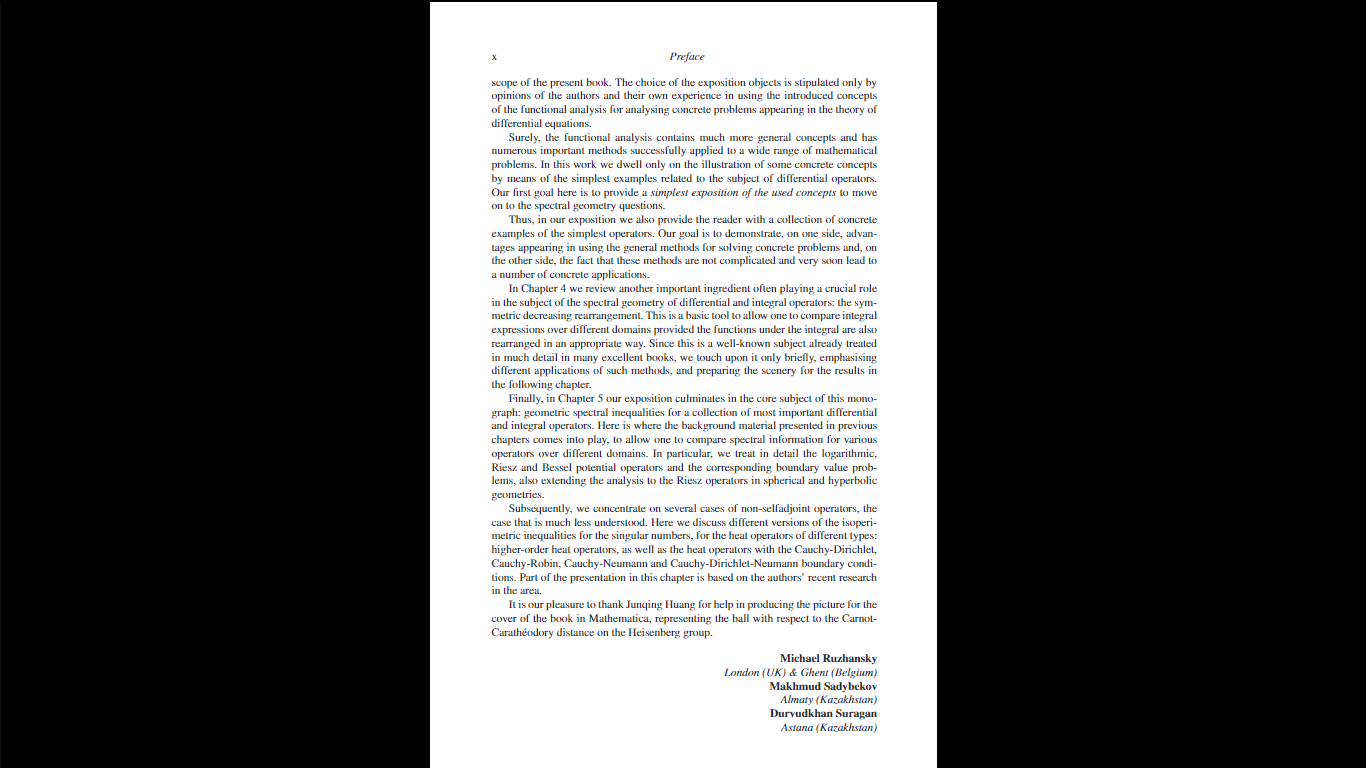 x
Preface
scope of the present book. The choice of the exposition objects is stipulated only by
opinions of the authors and their own experience in using the introduced concepts
of the functional analysis for analysing concrete problems appearing in the theory of
differential equations.
Surely, the functional analysis contains much more general concepts and has
numerous important methods successfully applied to a wide range of mathematical
problems. In this work we dwell only on the illustration of some concrete concepts
by means of the simplest examples related to the subject of differential operators.
Our first goal here is to provide a simplest exposition of the used concepts to move
on to the spectral geometry questions.
Thus, in our exposition we also provide the reader with a collection of concrete
examples of the simplest operators. Our goal is to demonstrate, on one side, advan-
tages appearing in using the general methods for solving concrete problems and, on
the other side, the fact that these methods are not complicated and very soon lead to
a number of concrete applications.
In Chapter 4 we review another important ingredient often playing a crucial role
in the subject of the spectral geometry of differential and integral operators: the sym-
metric decreasing rearrangement. This is a basic tool to allow one to compare integral
expressions over different domains provided the functions under the integral are also
rearranged in an appropriate way. Since this is a well-known subject already treated
in much detail in many excellent books, we touch upon it only briefly, emphasising
different applications of such methods, and preparing the scenery for the results in
the following chapter.
Finally, in Chapter 5 our exposition culminates in the core subject of this mono-
graph: geometric spectral inequalities for a collection of most important differential
and integral operators. Here is where the background material presented in previous
chapters comes into play, to allow one to compare spectral information for various
operators over different domains. In particular, we treat in detail the logarithmic,
Riesz and Bessel potential operators and the corresponding boundary value prob-
lems, also extending the analysis to the Riesz operators in spherical and hyperbolic
geometries.
Subsequently, we concentrate on several cases of non-selfadjoint operators, the
case that is much less understood. Here we discuss different versions of the isoperi-
metric inequalities for the singular numbers, for the heat operators of different types:
higher-order heat operators, as well as the heat operators with the Cauchy-Dirichlet,
Cauchy-Robin, Cauchy-Neumann and Cauchy-Dirichlet-Neumann boundary condi-
tions. Part of the presentation in this chapter is based on the authors' recent research
in the area.
It is our pleasure to thank Junqing Huang for help in producing the picture for the
cover of the book in Mathematica, representing the ball with respect to the Carnot-
Carathéodory distance on the Heisenberg group.
Michael Ruzhansky
London (UK) & Ghent (Belgium)
Makhmud Sadybekov
Almaty (Kazakhstan)
Durvudkhan Suragan
Astana (Kazakhstan)